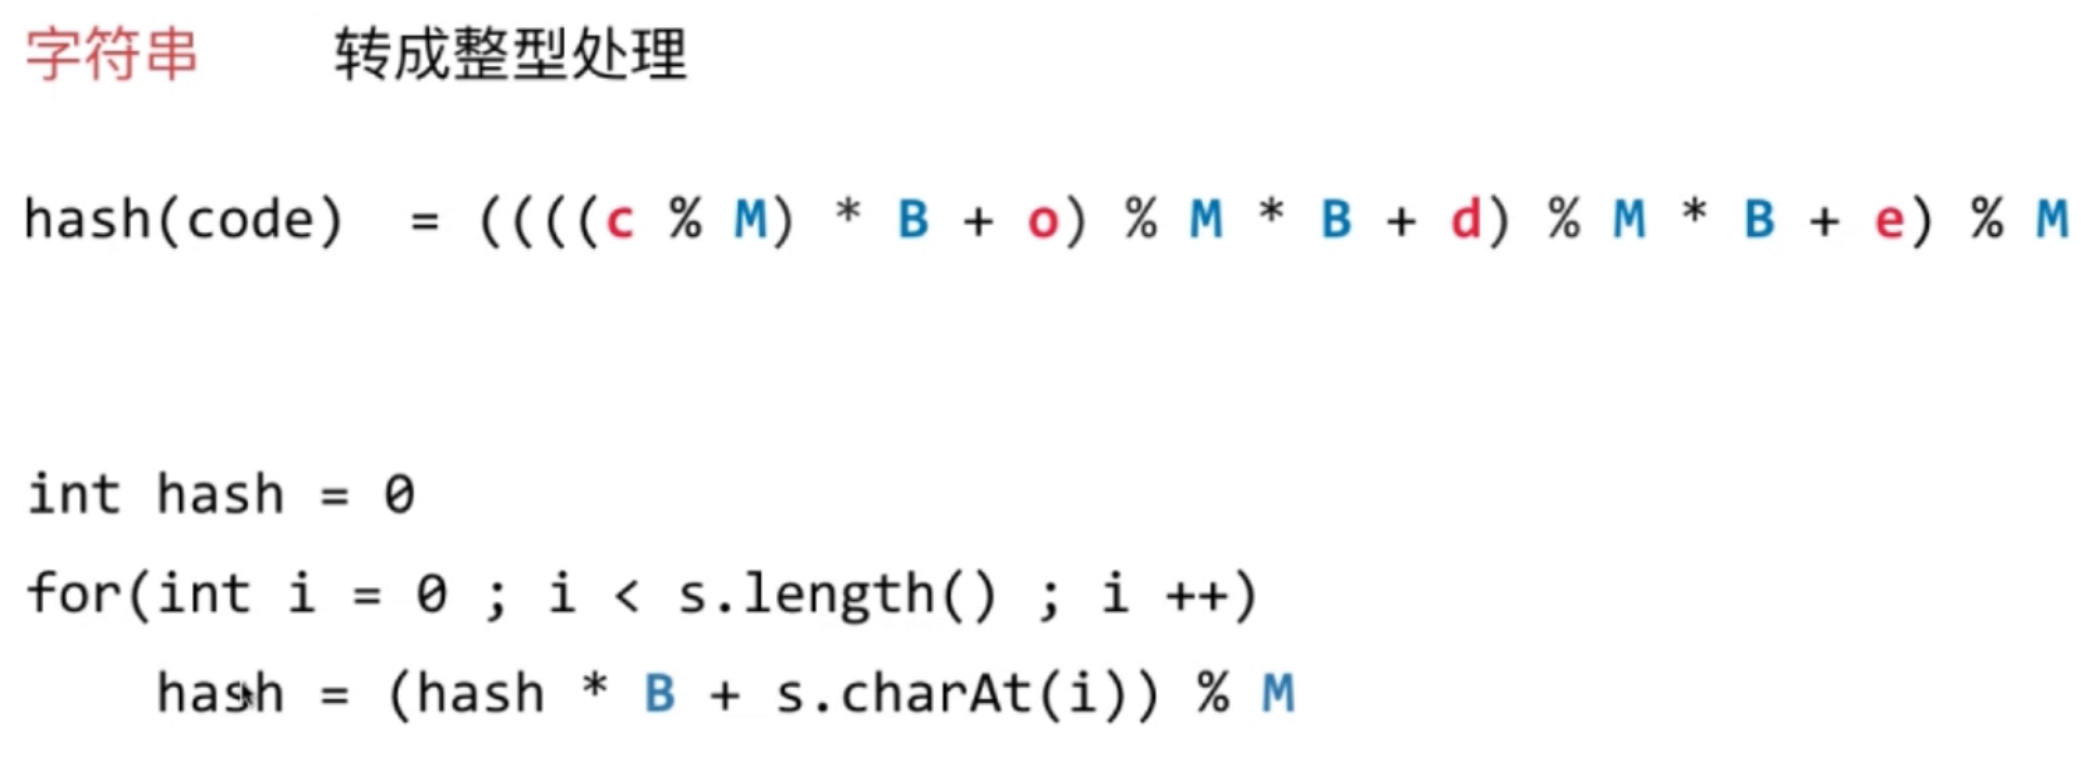 字符串 转成整型处理
hash(code) = ((((c % M) * B + o) % M * B + d) % M * B + e) % M
int hash = 0
for(int i = 0 ; i < s.length() ; i ++)
hash = (hash * B + s.charAt(i)) % M